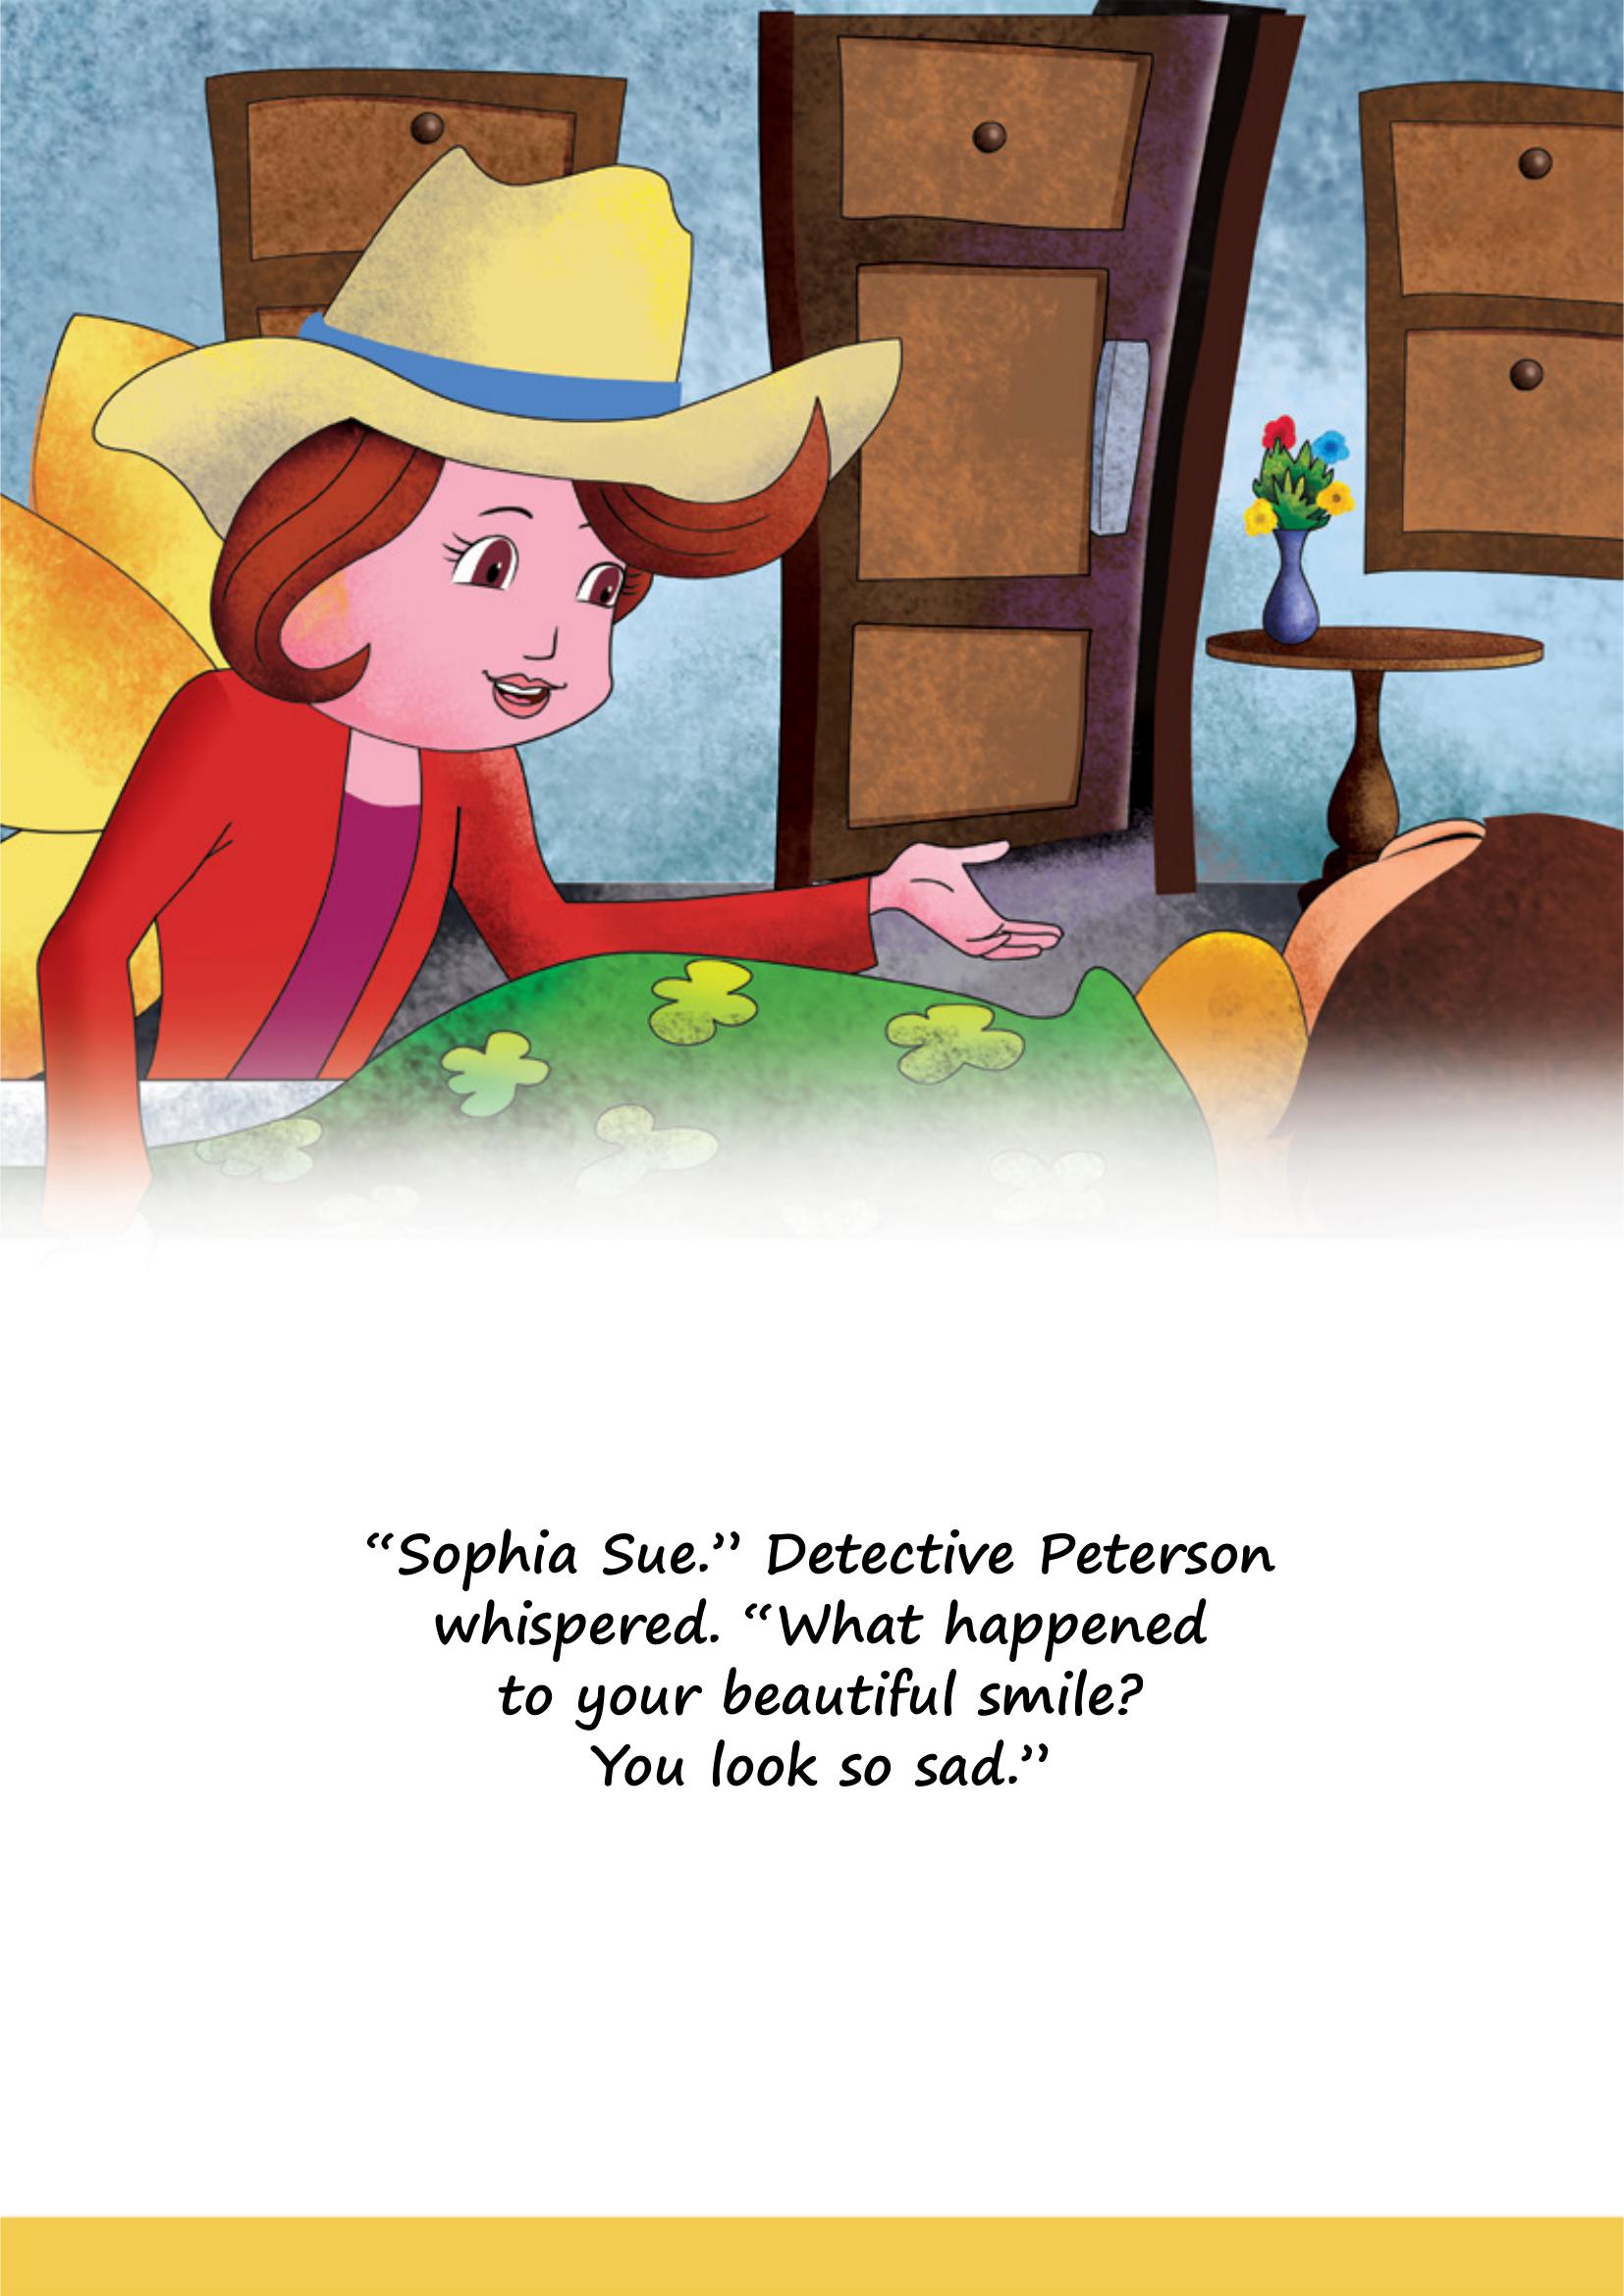 “Sophia Sue.” Detective Peterson
whispered. “What happened
to your beautiful smile?
You look so sad.”